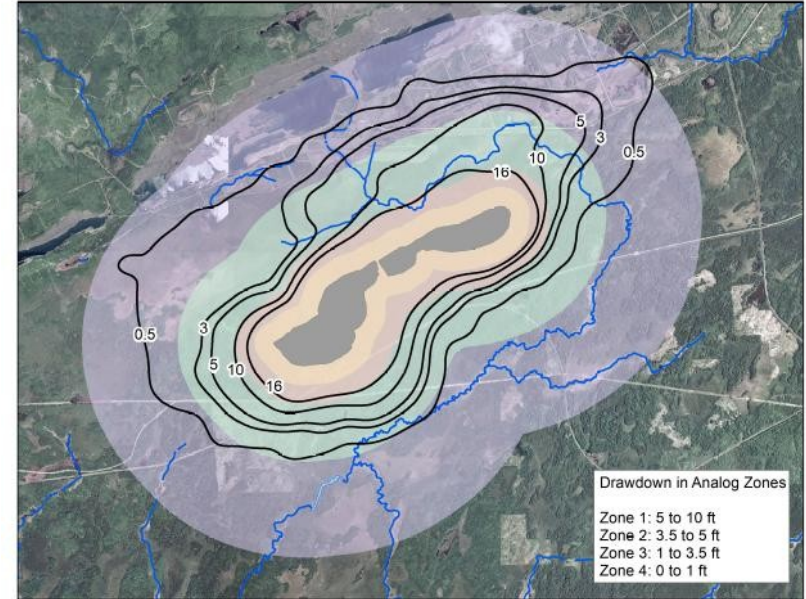 5
3
10
0.5
16
3
0.5
5
10
16
Drawdown in Analog Zones
Zone 1: 5 to 10 ft
Zone 2: 3.5 to 5 ft
Zone 3: 1 to 3.5 ft
Zone 4: 0 to 1 ft